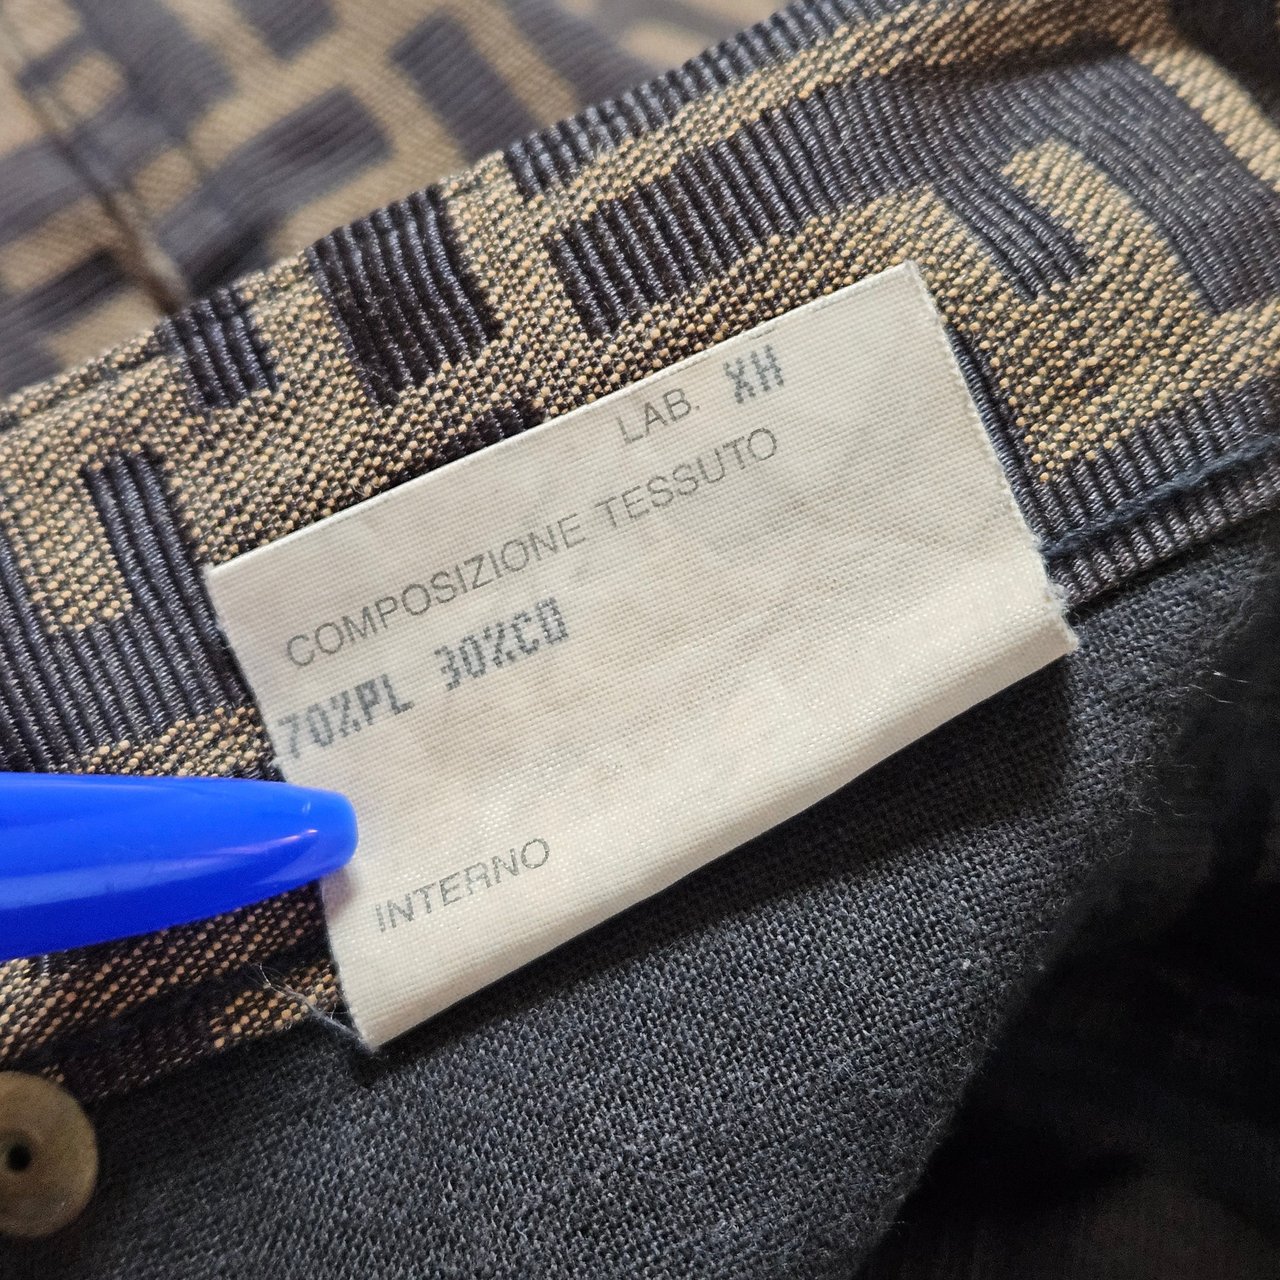 LAB. XH
COMPOSIZIONE TESSUTO
70%PL 30%CO
INTERNO